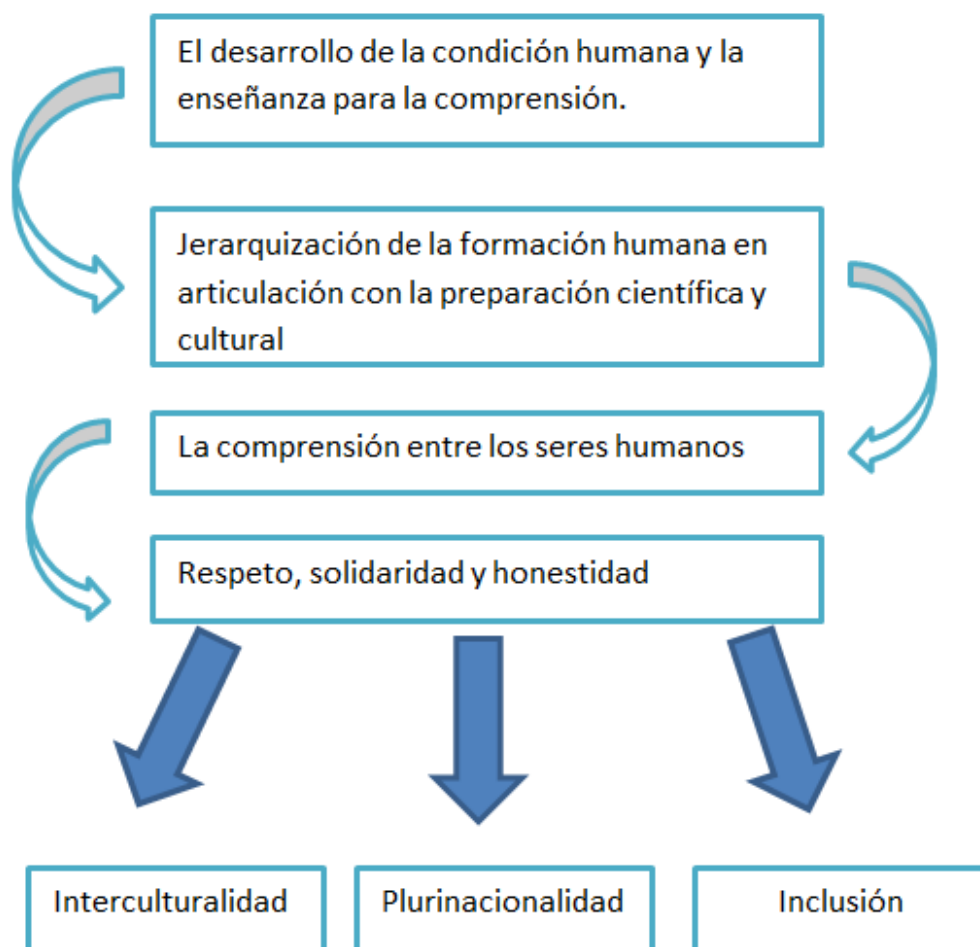 El desarrollo de la condición humana y la
enseñanza para la comprensión.
Jerarquización de la formación humana en
articulación con la preparación científica y
cultural
La comprensión entre los seres humanos
Respeto, solidaridad y honestidad
Interculturalidad
Plurinacionalidad
Inclusión